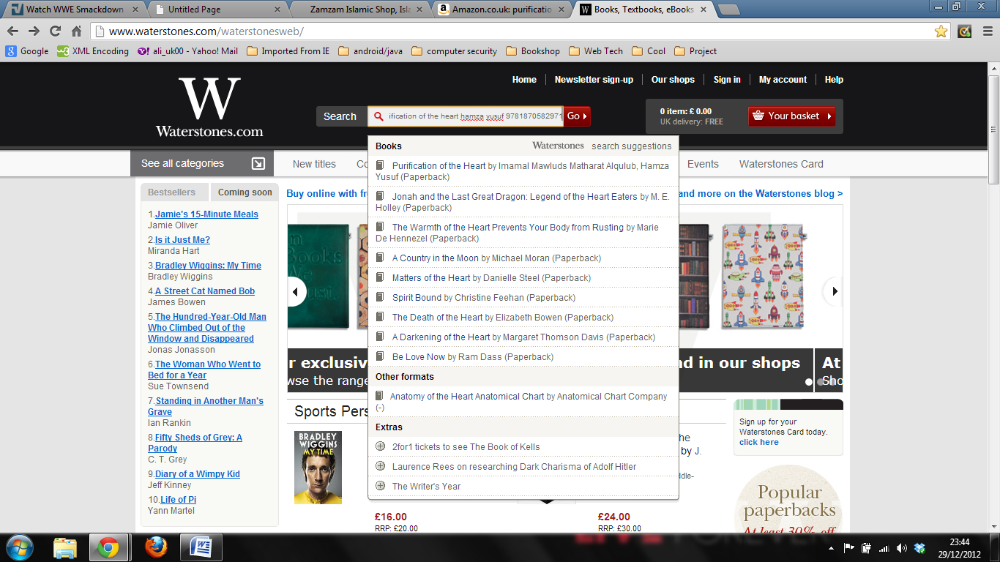 Watch WWE Smackdown
Untitled Page
Zamzam Islamic Shop, Isla
Amazon.co.uk: purificatio
Books, Textbooks, eBooks
www.waterstones.com/waterstonesweb/
Google
XML Encoding
ali_uk00 - Yahoo! Mail
Imported From IE
android/java
computer security
Bookshop
Web Tech
Cool
Project
Home
Newsletter sign-up
Our shops
Sign in
My account
Help
W
Waterstones.com
Search
ification of the heart hamza yusuf 9781870582971
Go
0 item: £ 0.00
UK delivery: FREE
Your basket
See all categories
New titles
Co
Events
Waterstones Card
Books
Waterstones search suggestions
Purification of the Heart by Imamal Mawluds Matharat Alqulub, Hamza
Yusuf (Paperback)
Jonah and the Last Great Dragon: Legend of the Heart Eaters by M. E.
Holley (Paperback)
The Warmth of the Heart Prevents Your Body from Rusting by Marie
De Hennezel (Paperback)
A Country in the Moon by Michael Moran (Paperback)
Matters of the Heart by Danielle Steel (Paperback)
Spirit Bound by Christine Feehan (Paperback)
The Death of the Heart by Elizabeth Bowen (Paperback)
A Darkening of the Heart by Margaret Thomson Davis (Paperback)
Be Love Now by Ram Dass (Paperback)
Other formats
Anatomy of the Heart Anatomical Chart by Anatomical Chart Company
(-)
Extras
2for1 tickets to see The Book of Kells
Laurence Rees on researching Dark Charisma of Adolf Hitler
The Writer's Year
Bestsellers
Coming soon
1.Jamie's 15-Minute Meals
Jamie Oliver
2.Is it Just Me?
Miranda Hart
3.Bradley Wiggins: My Time
Bradley Wiggins
4.A Street Cat Named Bob
James Bowen
5.The Hundred-Year-Old Man
Who Climbed Out of the
Window and Disappeared
Jonas Jonasson
6.The Woman Who Went to
Bed for a Year
Sue Townsend
7.Standing in Another Man's
Grave
Ian Rankin
8.Fifty Sheds of Grey: A
Parody
C. T. Grey
9.Diary of a Wimpy Kid
Jeff Kinney
10.Life of Pi
Yann Martel
Buy online with fr
and more on the Waterstones blog >
Books
We
ust.
r exclusiv
nd in our shops
At
wse the range
Sho
Sports Pers
BRADLEY
WIGGINS
MY TIME
£16.00
RRP: £20.00
he
by J.
ddle-
£24.00
RRP: £30.00
Sign up for your
Waterstones Card today.
click here
Popular
paperbacks
At least 30% off
LIVE FOREVER
23:44
29/12/2012